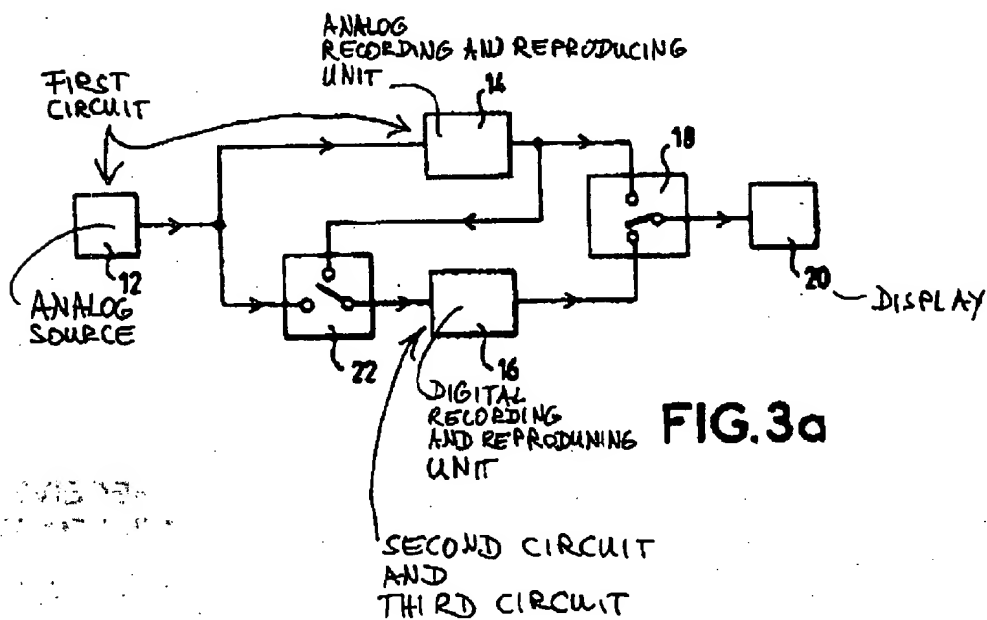 ANALOG
RECORDING AND REPRODUCING
UNIT
14
FIRST
CIRCUIT
18
12
ANALOG
SOURCE
20
DISPLAY
22
16
DIGITAL
RECORDING
AND REPRODUNING
UNIT
FIG.3a
SECOND CIRCUIT
AND
THIRD CIRCUIT